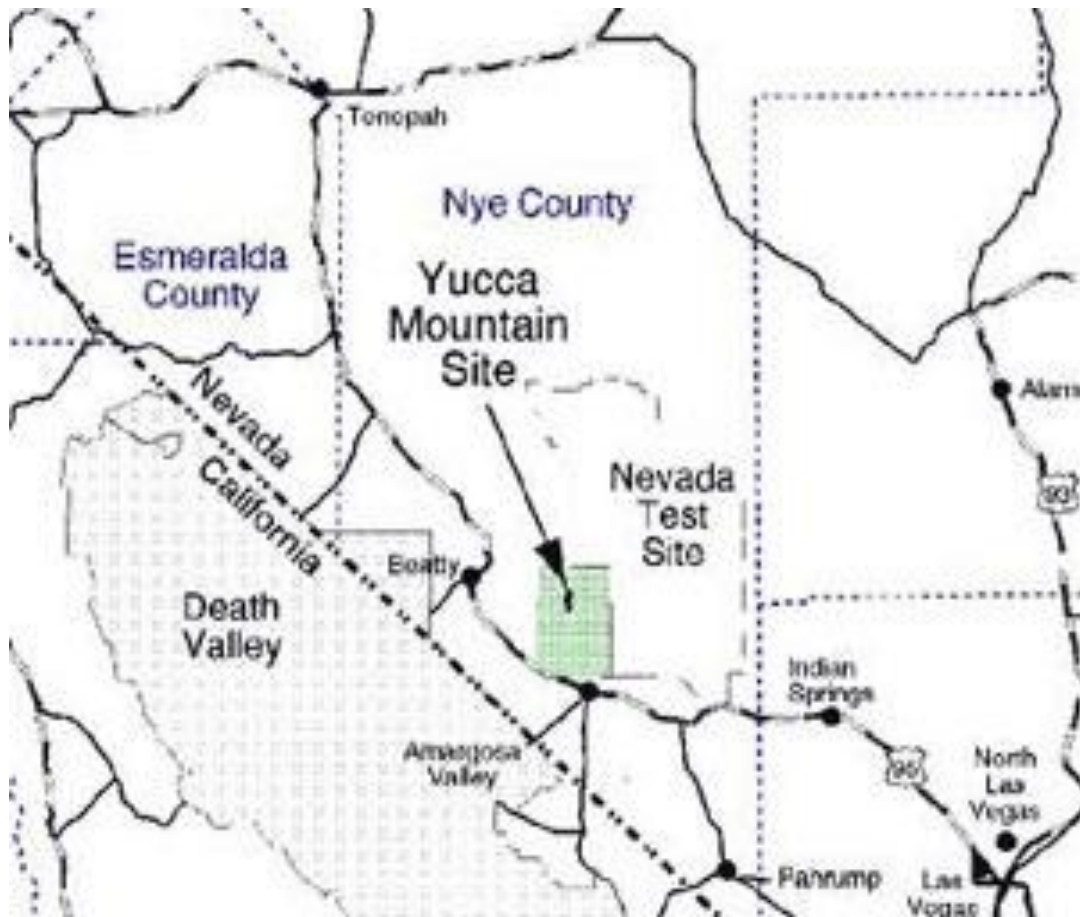 Tonopah
Nye County
Esmeralda
County
Yucca
Mountain
Site
Nevada
California
Nevada
Test
Site
Beatty
Death
Valley
Amargosa
Valley
Indian
Springs
93
95
North
Las
Vegas
Pahrump
Las
Vegas